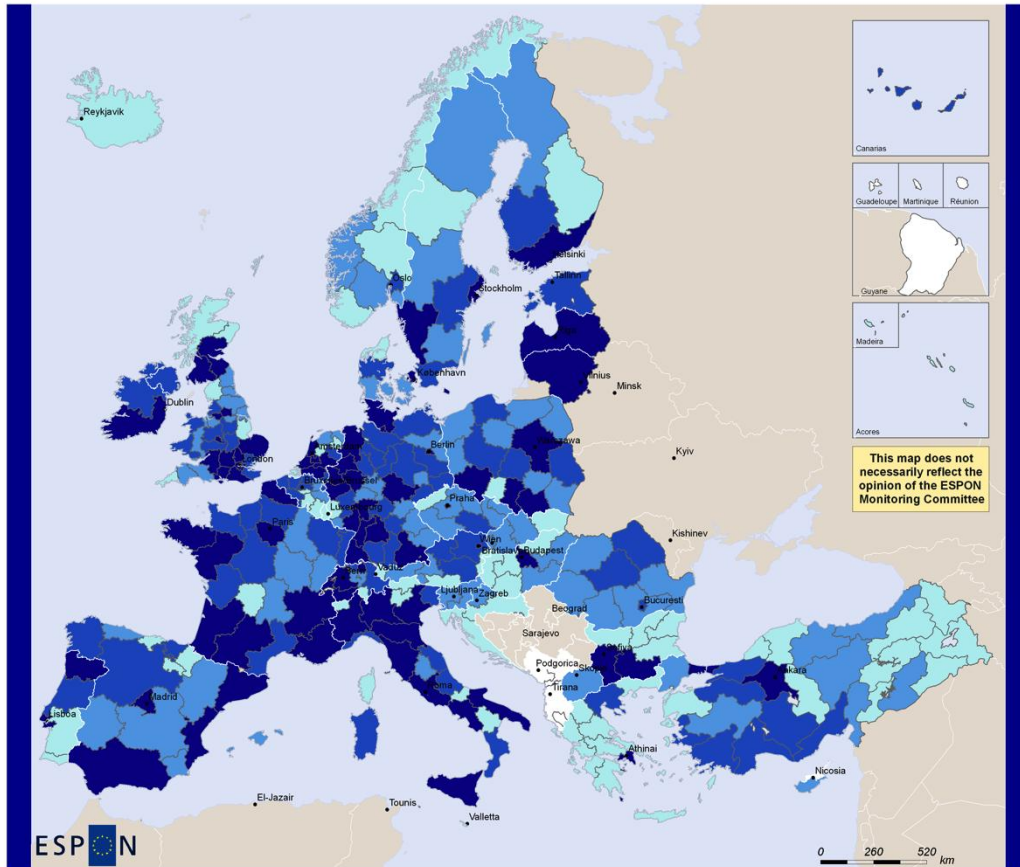 Reykjavik
Canarias
Guadeloupe
Martinique
Réunion
Guyane
Madeira
Acores
This map does not
necessarily reflect the
opinion of the ESPON
Monitoring Committee
Oslo
Helsinki
Tallinn
Stockholm
København
Vilnius
Minsk
Dublin
London
Berlin
Kyiv
Praha
Luxembourg
Paris
Kishinev
Wien
Bratislava
Budapest
Bern
Vaduz
Ljubljana
Zagreb
Beograd
Bucuresti
Sarajevo
Podgorica
Skopje
Tirana
Roma
Madrid
Lisboa
Athinai
Nicosia
El-Jazair
Tounis
Valletta
ESPON
0 260 520
km